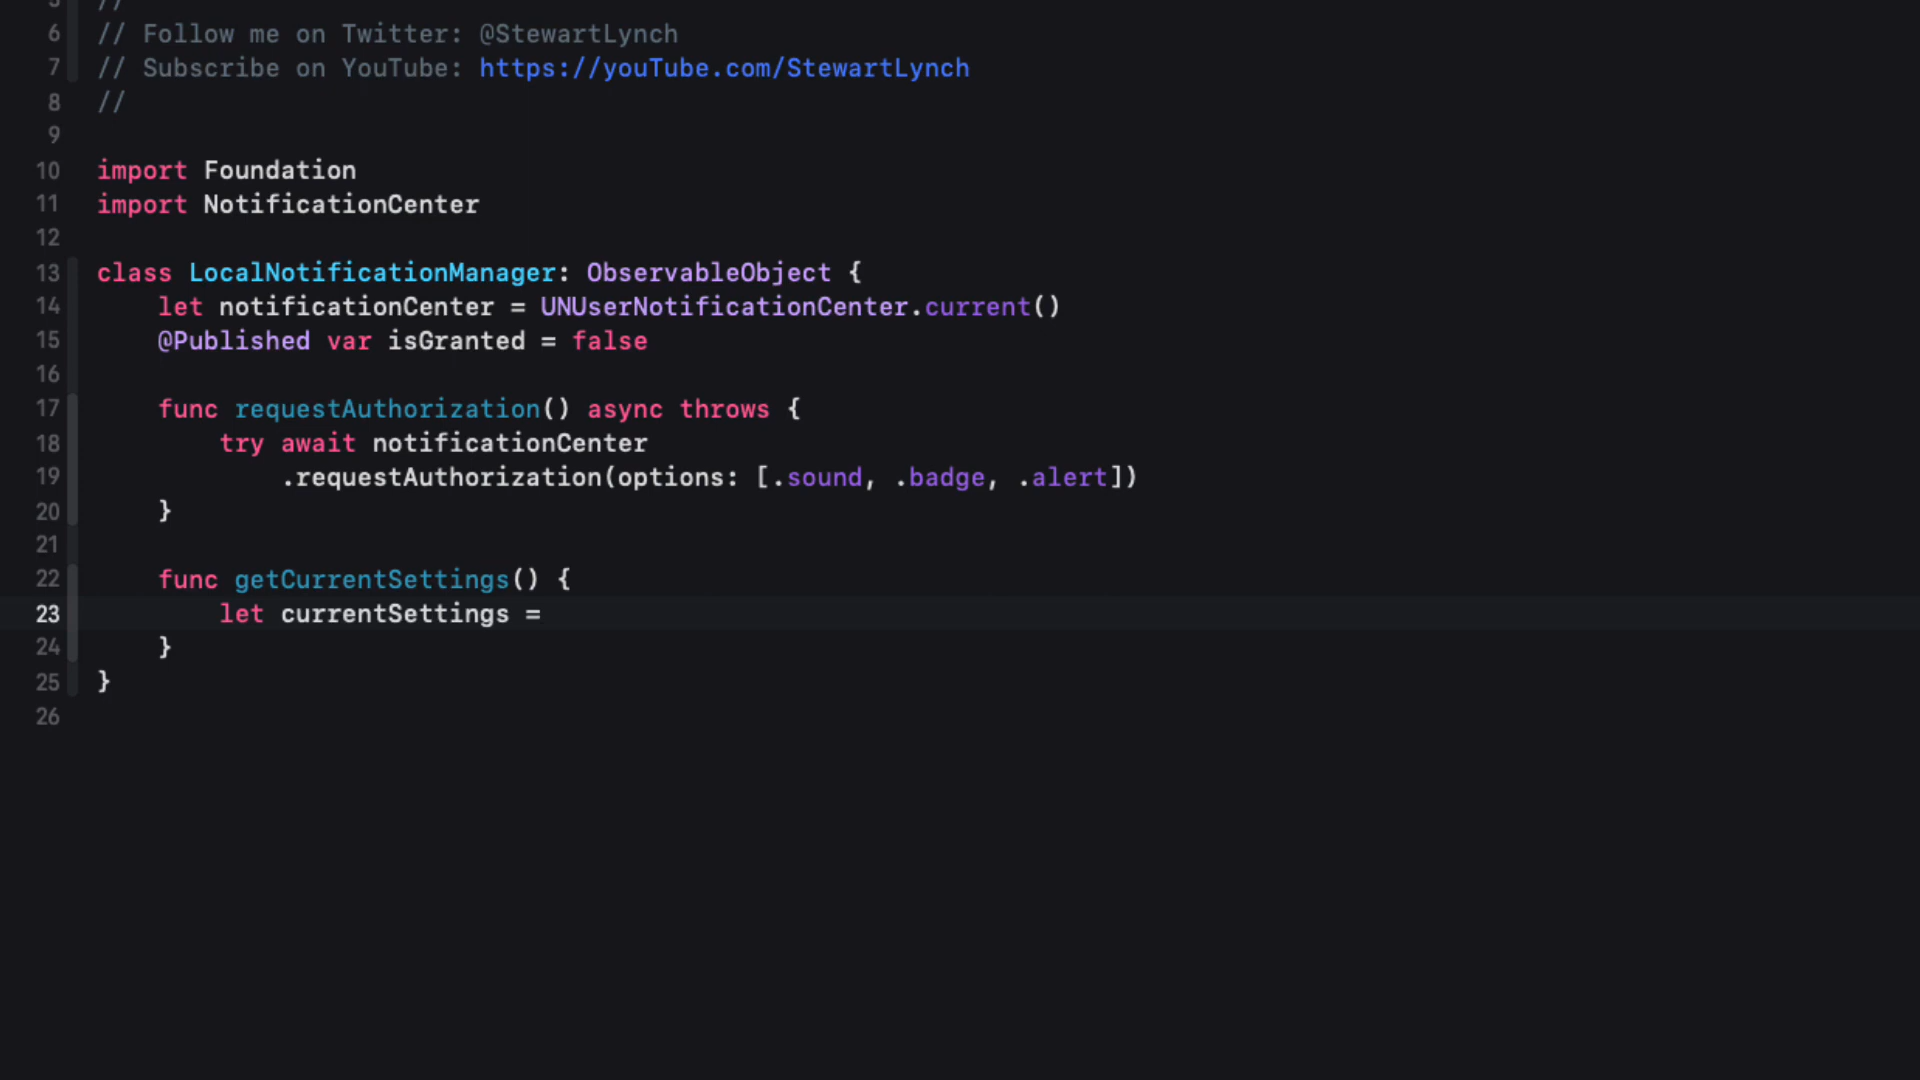 5 //
6 // Follow me on Twitter: @StewartLynch
7 // Subscribe on YouTube: https://youTube.com/StewartLynch
8 //
9
10 import Foundation
11 import NotificationCenter
12
13 class LocalNotificationManager: ObservableObject {
14     let notificationCenter = UNUserNotificationCenter.current()
15     @Published var isGranted = false
16
17     func requestAuthorization() async throws {
18         try await notificationCenter
19             .requestAuthorization(options: [.sound, .badge, .alert])
20     }
21
22     func getCurrentSettings() {
23         let currentSettings =
24     }
25 }
26